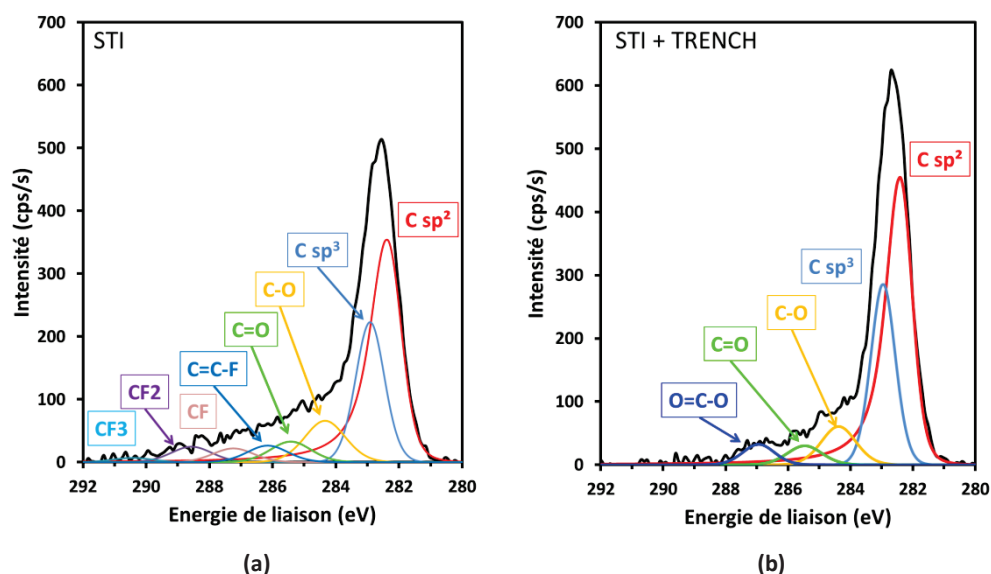 STI
700
600
500
400
300
200
100
0
Intensité (cps/s)
C sp²
C sp³
C-O
C=O
C=C-F
CF2
CF
CF3
292 290 288 286 284 282 280
Energie de liaison (eV)
(a)
STI + TRENCH
700
600
500
400
300
200
100
0
Intensité (cps/s)
C sp²
C sp³
C-O
C=O
O=C-O
292 290 288 286 284 282 280
Energie de liaison (eV)
(b)